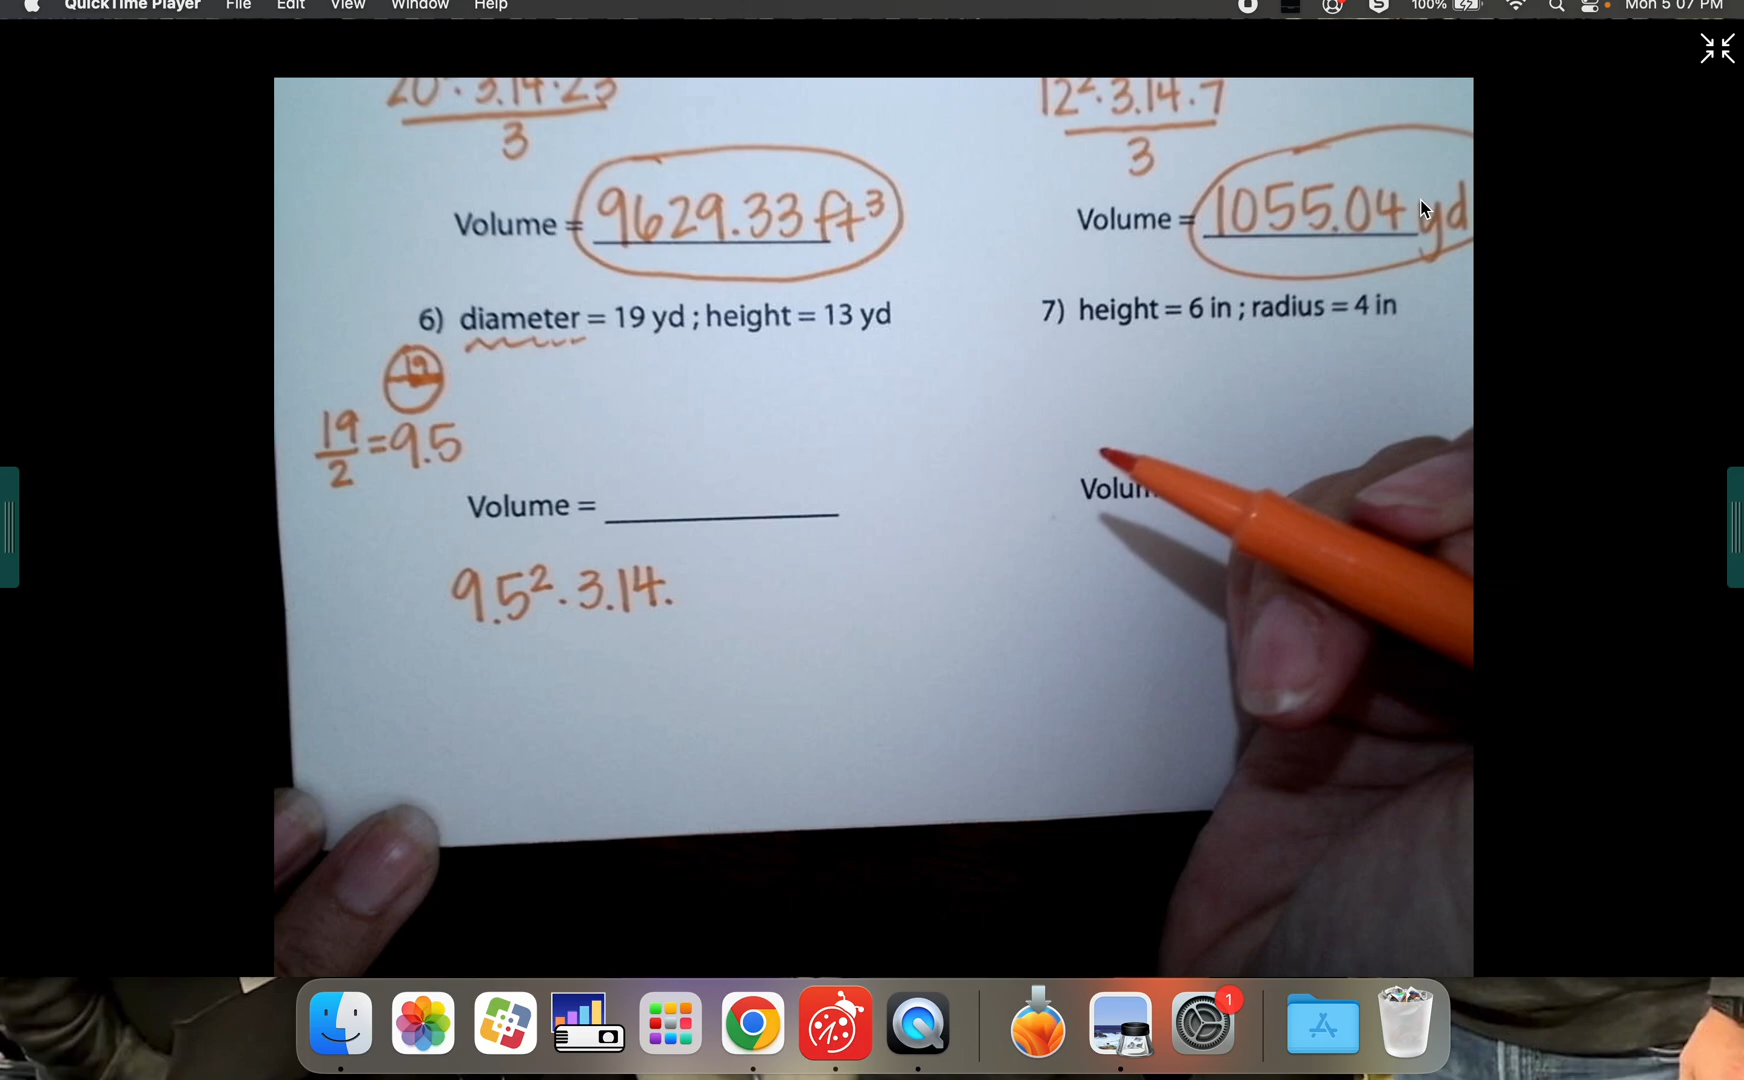 QuickTime Player File Edit View Window Help 100% Mon 5 07 PM
20² · 3.14 · 23
3
12² · 3.14 · 7
3
Volume = 9629.33 ft³
Volume = 1055.04 yd
6) diameter = 19 yd ; height = 13 yd
7) height = 6 in ; radius = 4 in
19
19
2
=9.5
Volume =
9.5² · 3.14 ·
1